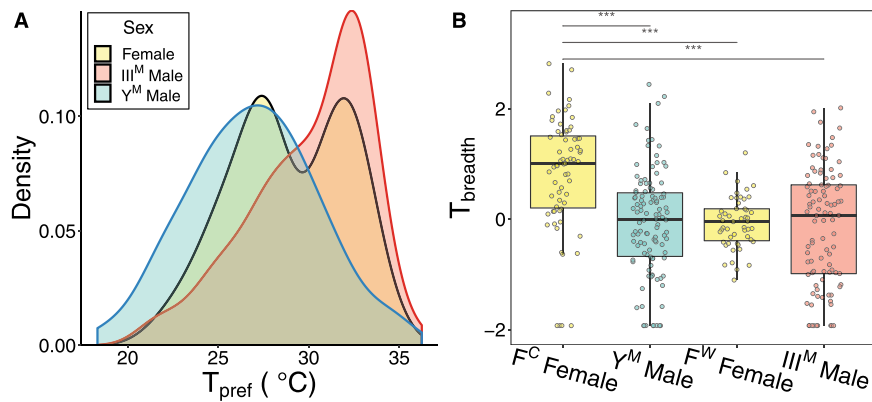 A
Sex
Female
III^M Male
Y^M Male
Density
0.10
0.05
0.00
20
25
30
35
T_pref ( °C)
B
***
***
***
T_breadth
2
0
−2
F^C Female
Y^M Male
F^W Female
III^M Male